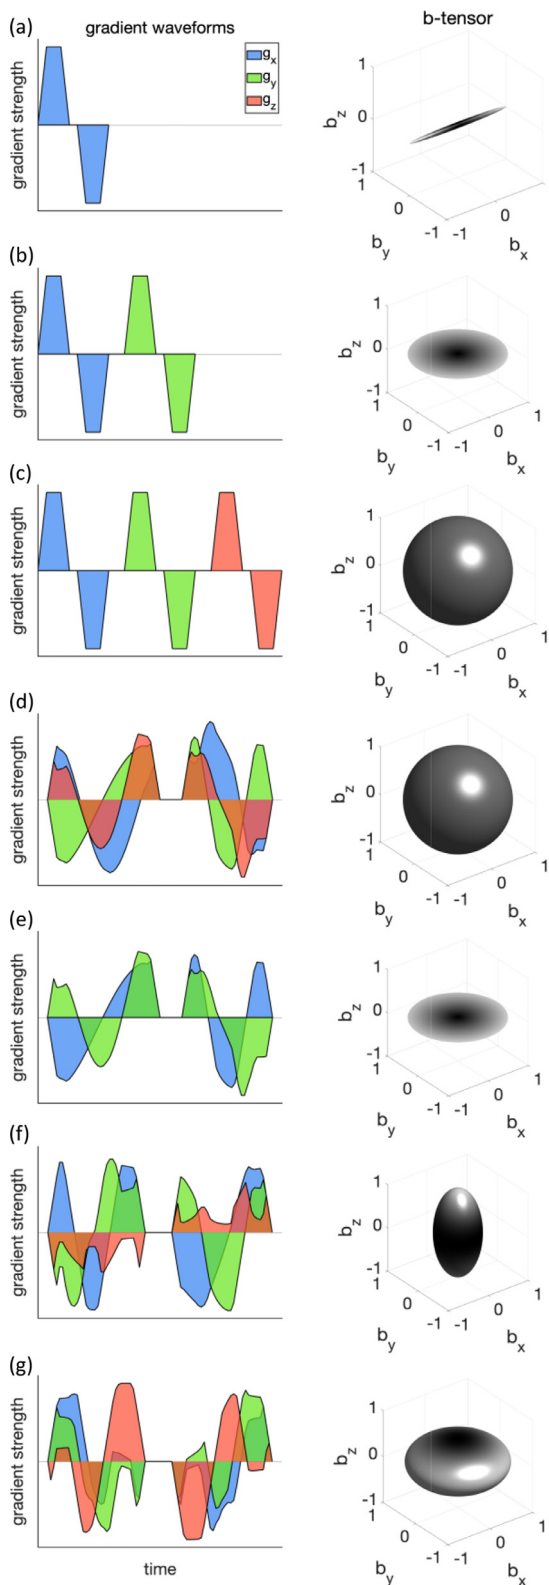 (a)
gradient waveforms
b-tensor
gradient strength
g_x
g_y
g_z
1
b_z 0
-1
1
0
b_y -1
-1
0
b_x
(b)
gradient strength
1
b_z 0
-1
1
0
b_y -1
-1
0
1
b_x
(c)
gradient strength
1
b_z 0
-1
1
0
b_y -1
-1
0
1
b_x
(d)
gradient strength
1
b_z 0
-1
1
0
b_y -1
-1
0
1
b_x
(e)
gradient strength
1
b_z 0
-1
1
0
b_y -1
-1
0
1
b_x
(f)
gradient strength
1
b_z 0
-1
1
0
b_y -1
-1
0
1
b_x
(g)
gradient strength
time
1
b_z 0
-1
1
0
b_y -1
-1
0
1
b_x